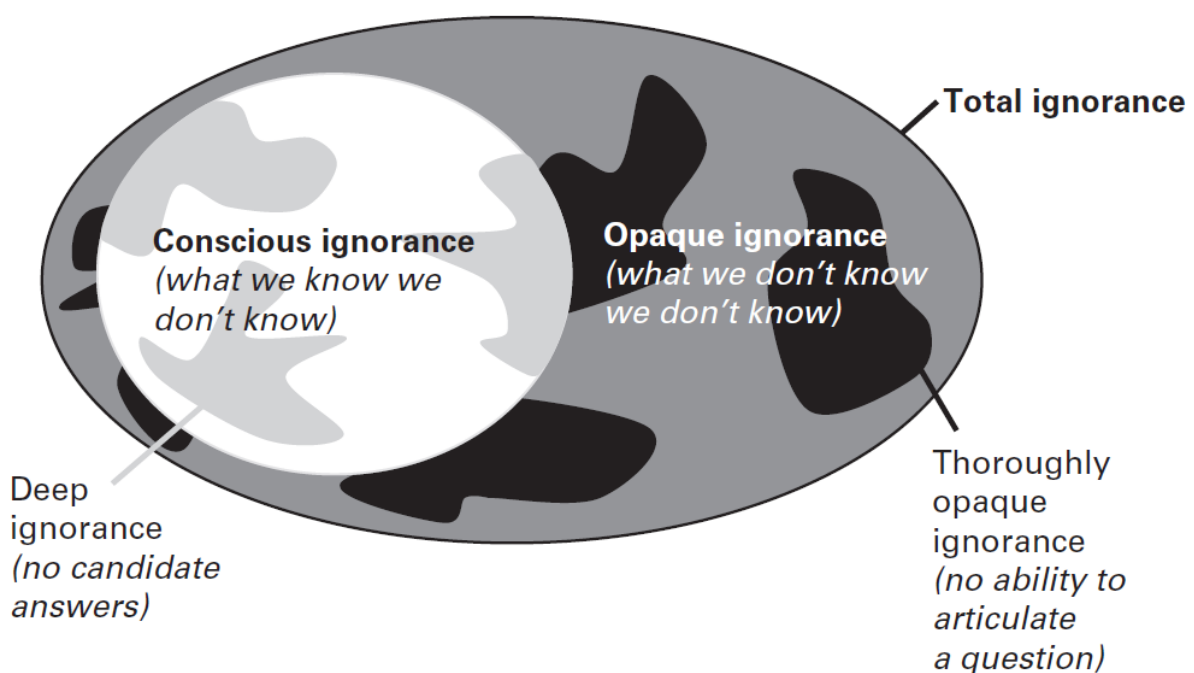 Total ignorance
Conscious ignorance
(what we know we
don't know)
Opaque ignorance
(what we don't know
we don't know)
Deep
ignorance
(no candidate
answers)
Thoroughly
opaque
ignorance
(no ability to
articulate
a question)